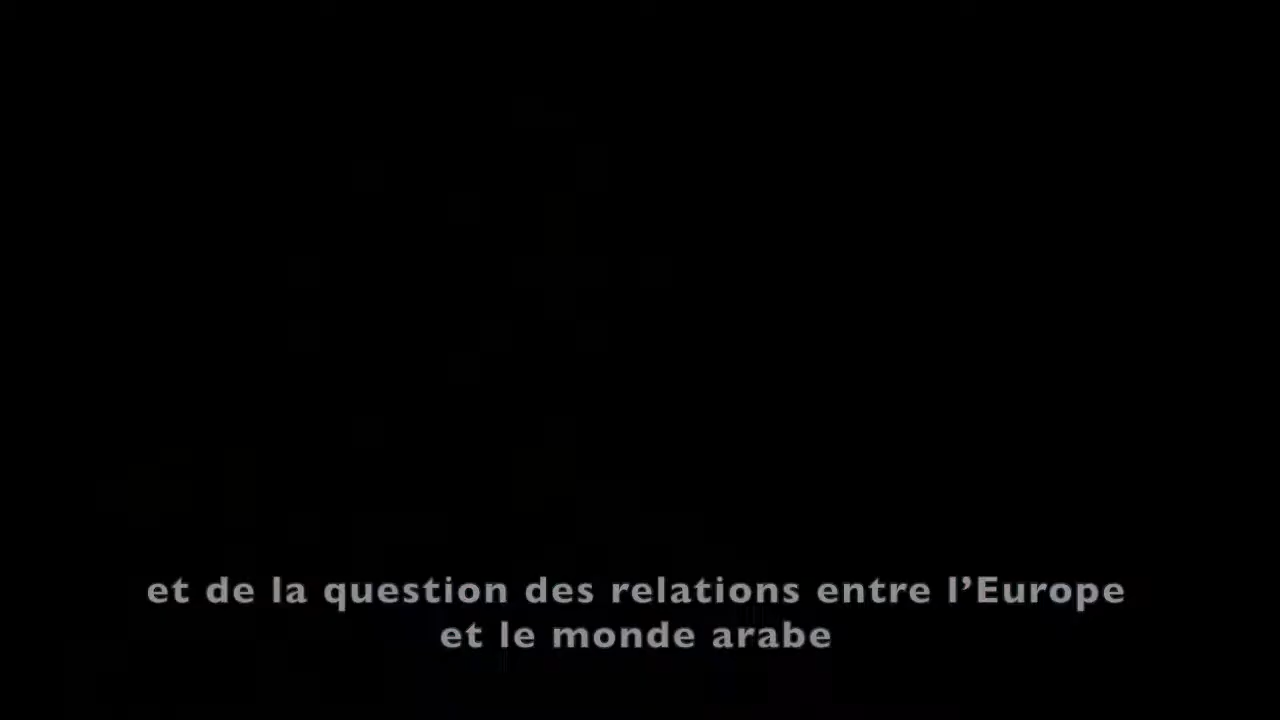 et de la question des relations entre l’Europe
et le monde arabe